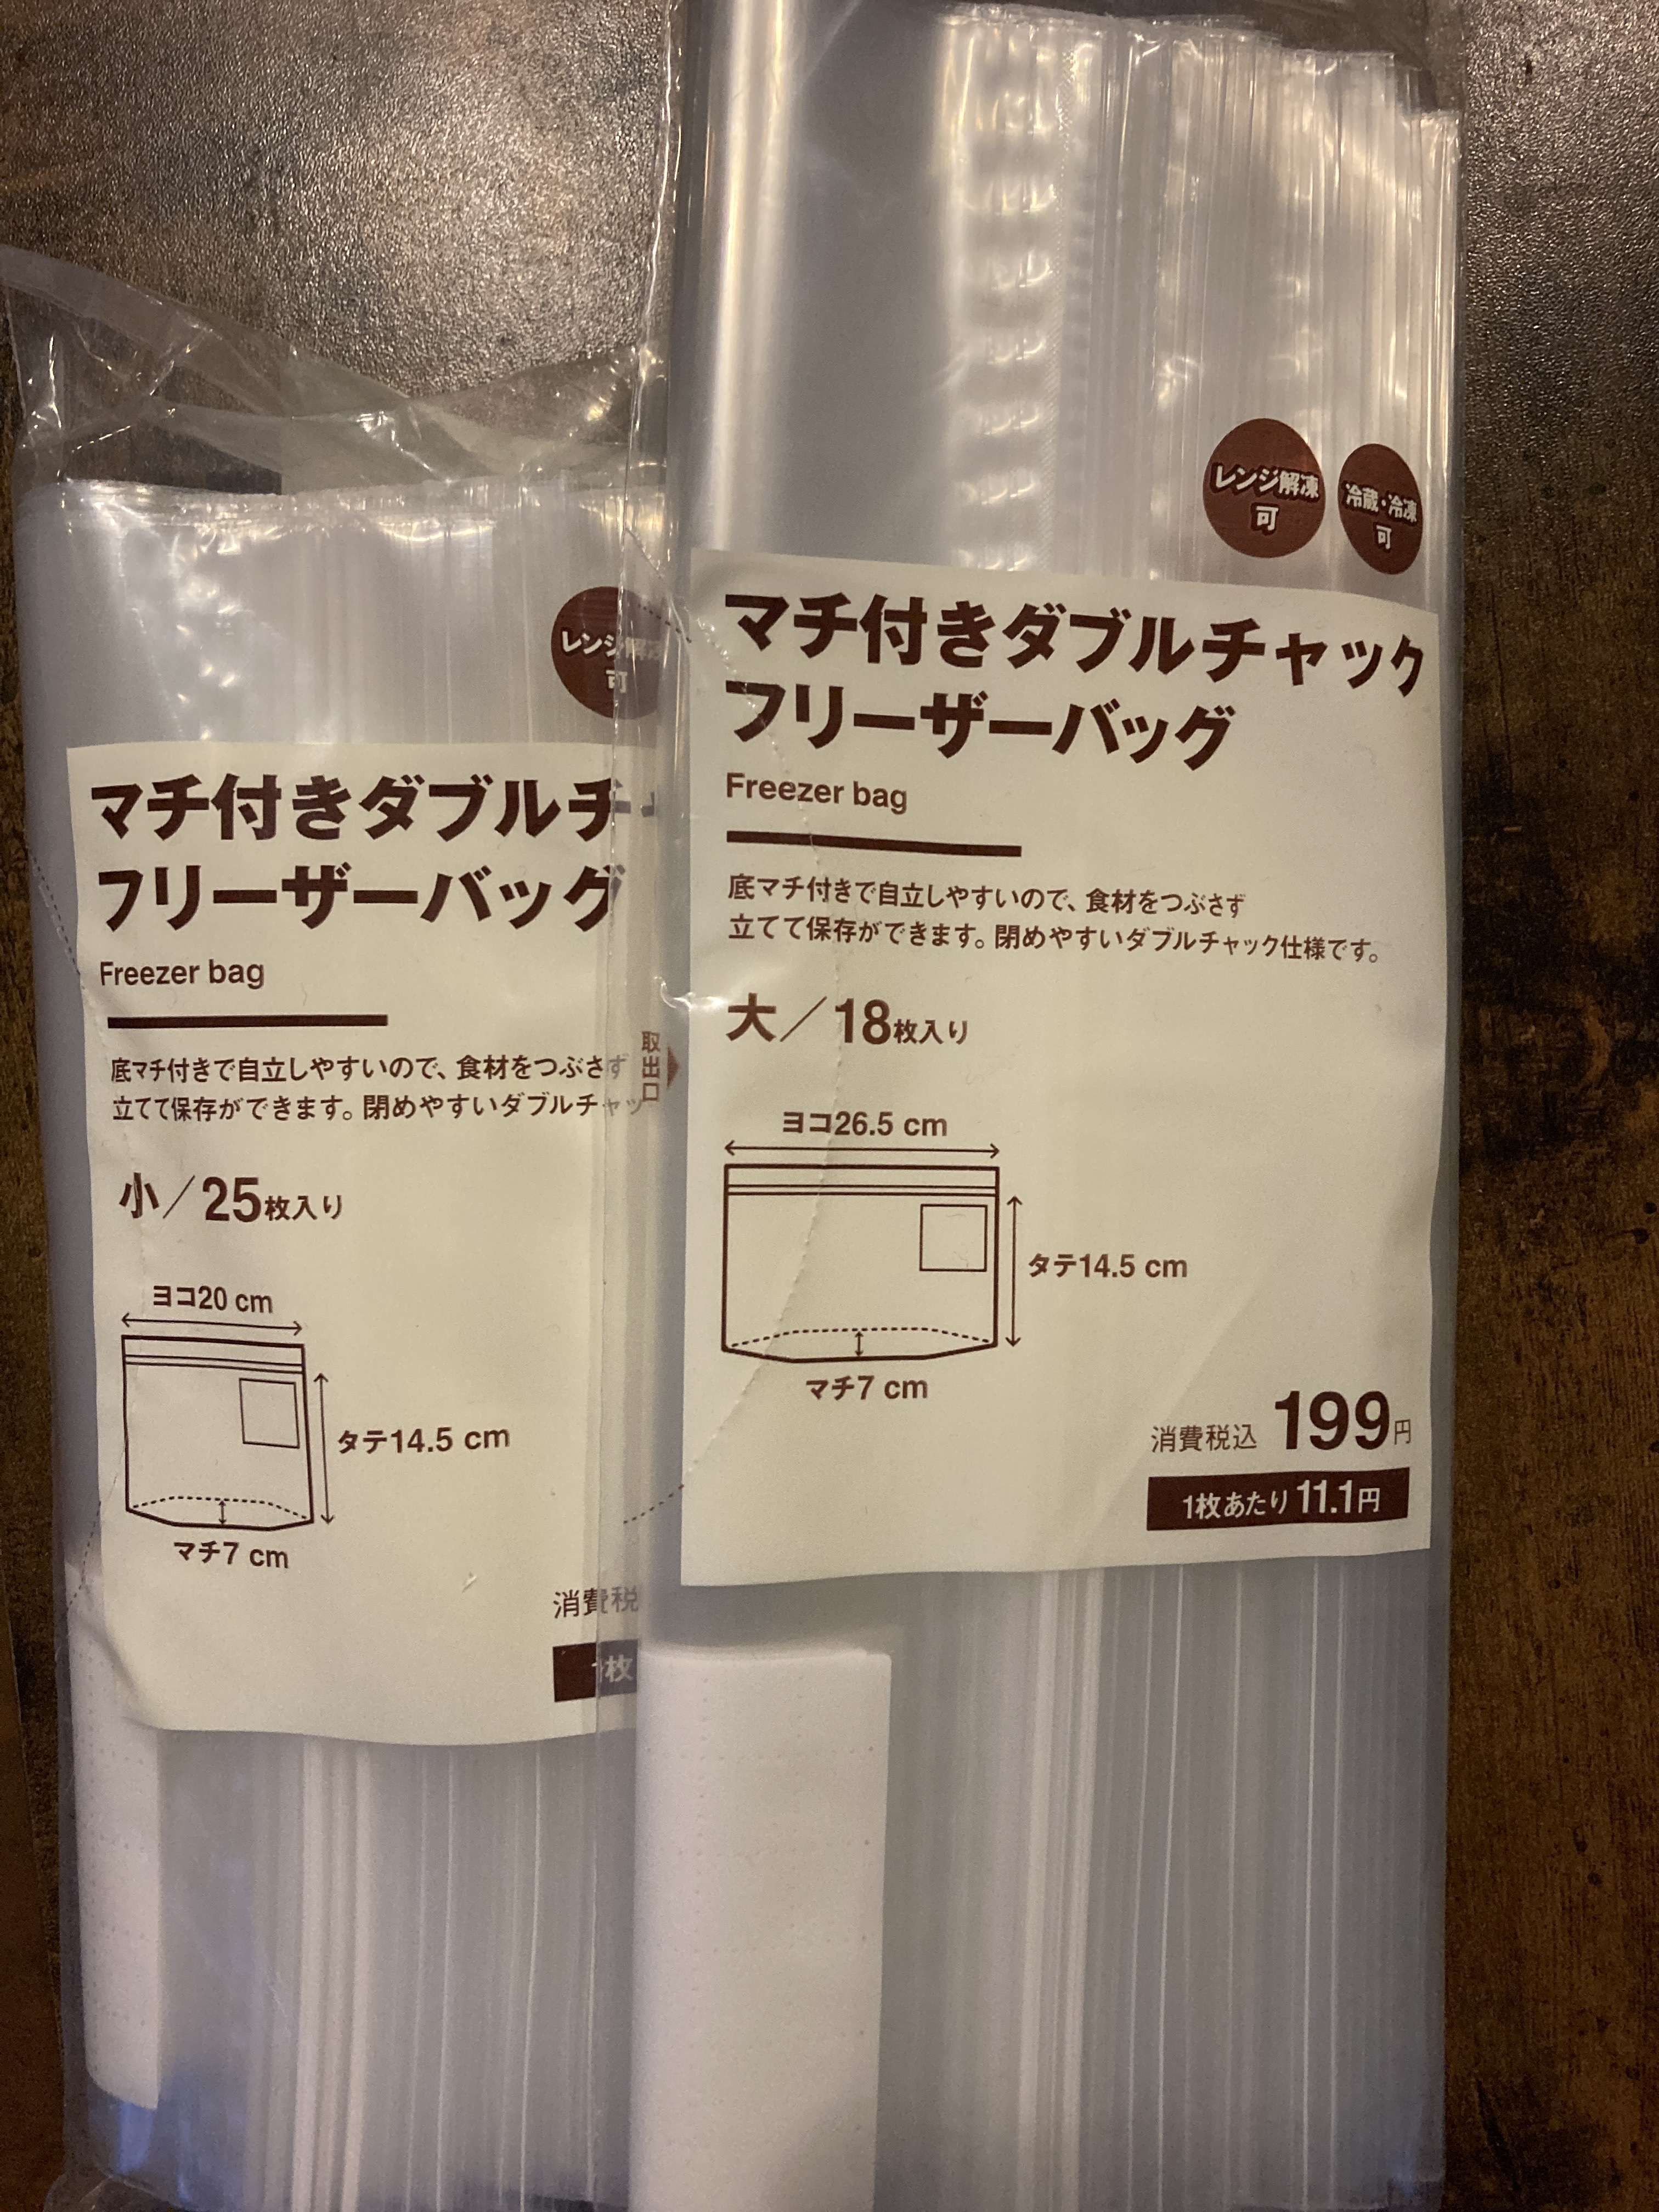 レンジ解凍
可
マチ付きダブルチャ
フリーザーバッグ
Freezer bag
底マチ付きで自立しやすいので、食材をつぶさず
立てて保存ができます。閉めやすいダブルチャッ
小／25枚入り
ヨコ20 cm
タテ14.5 cm
マチ7 cm
消費税
1枚
取出口
レンジ解凍
可
冷蔵・冷凍
可
マチ付きダブルチャック
フリーザーバッグ
Freezer bag
底マチ付きで自立しやすいので、食材をつぶさず
立てて保存ができます。閉めやすいダブルチャック仕様です。
大／18枚入り
ヨコ26.5 cm
タテ14.5 cm
マチ7 cm
消費税込 199円
1枚あたり 11.1円